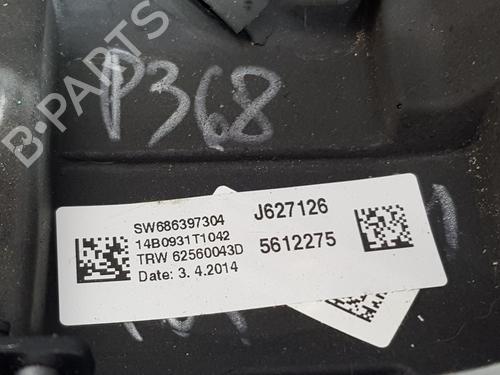 B-PARTS
P368
SW686397304 J627126
14B0931T1042
TRW 62560043D 5612275
Date: 3. 4.2014